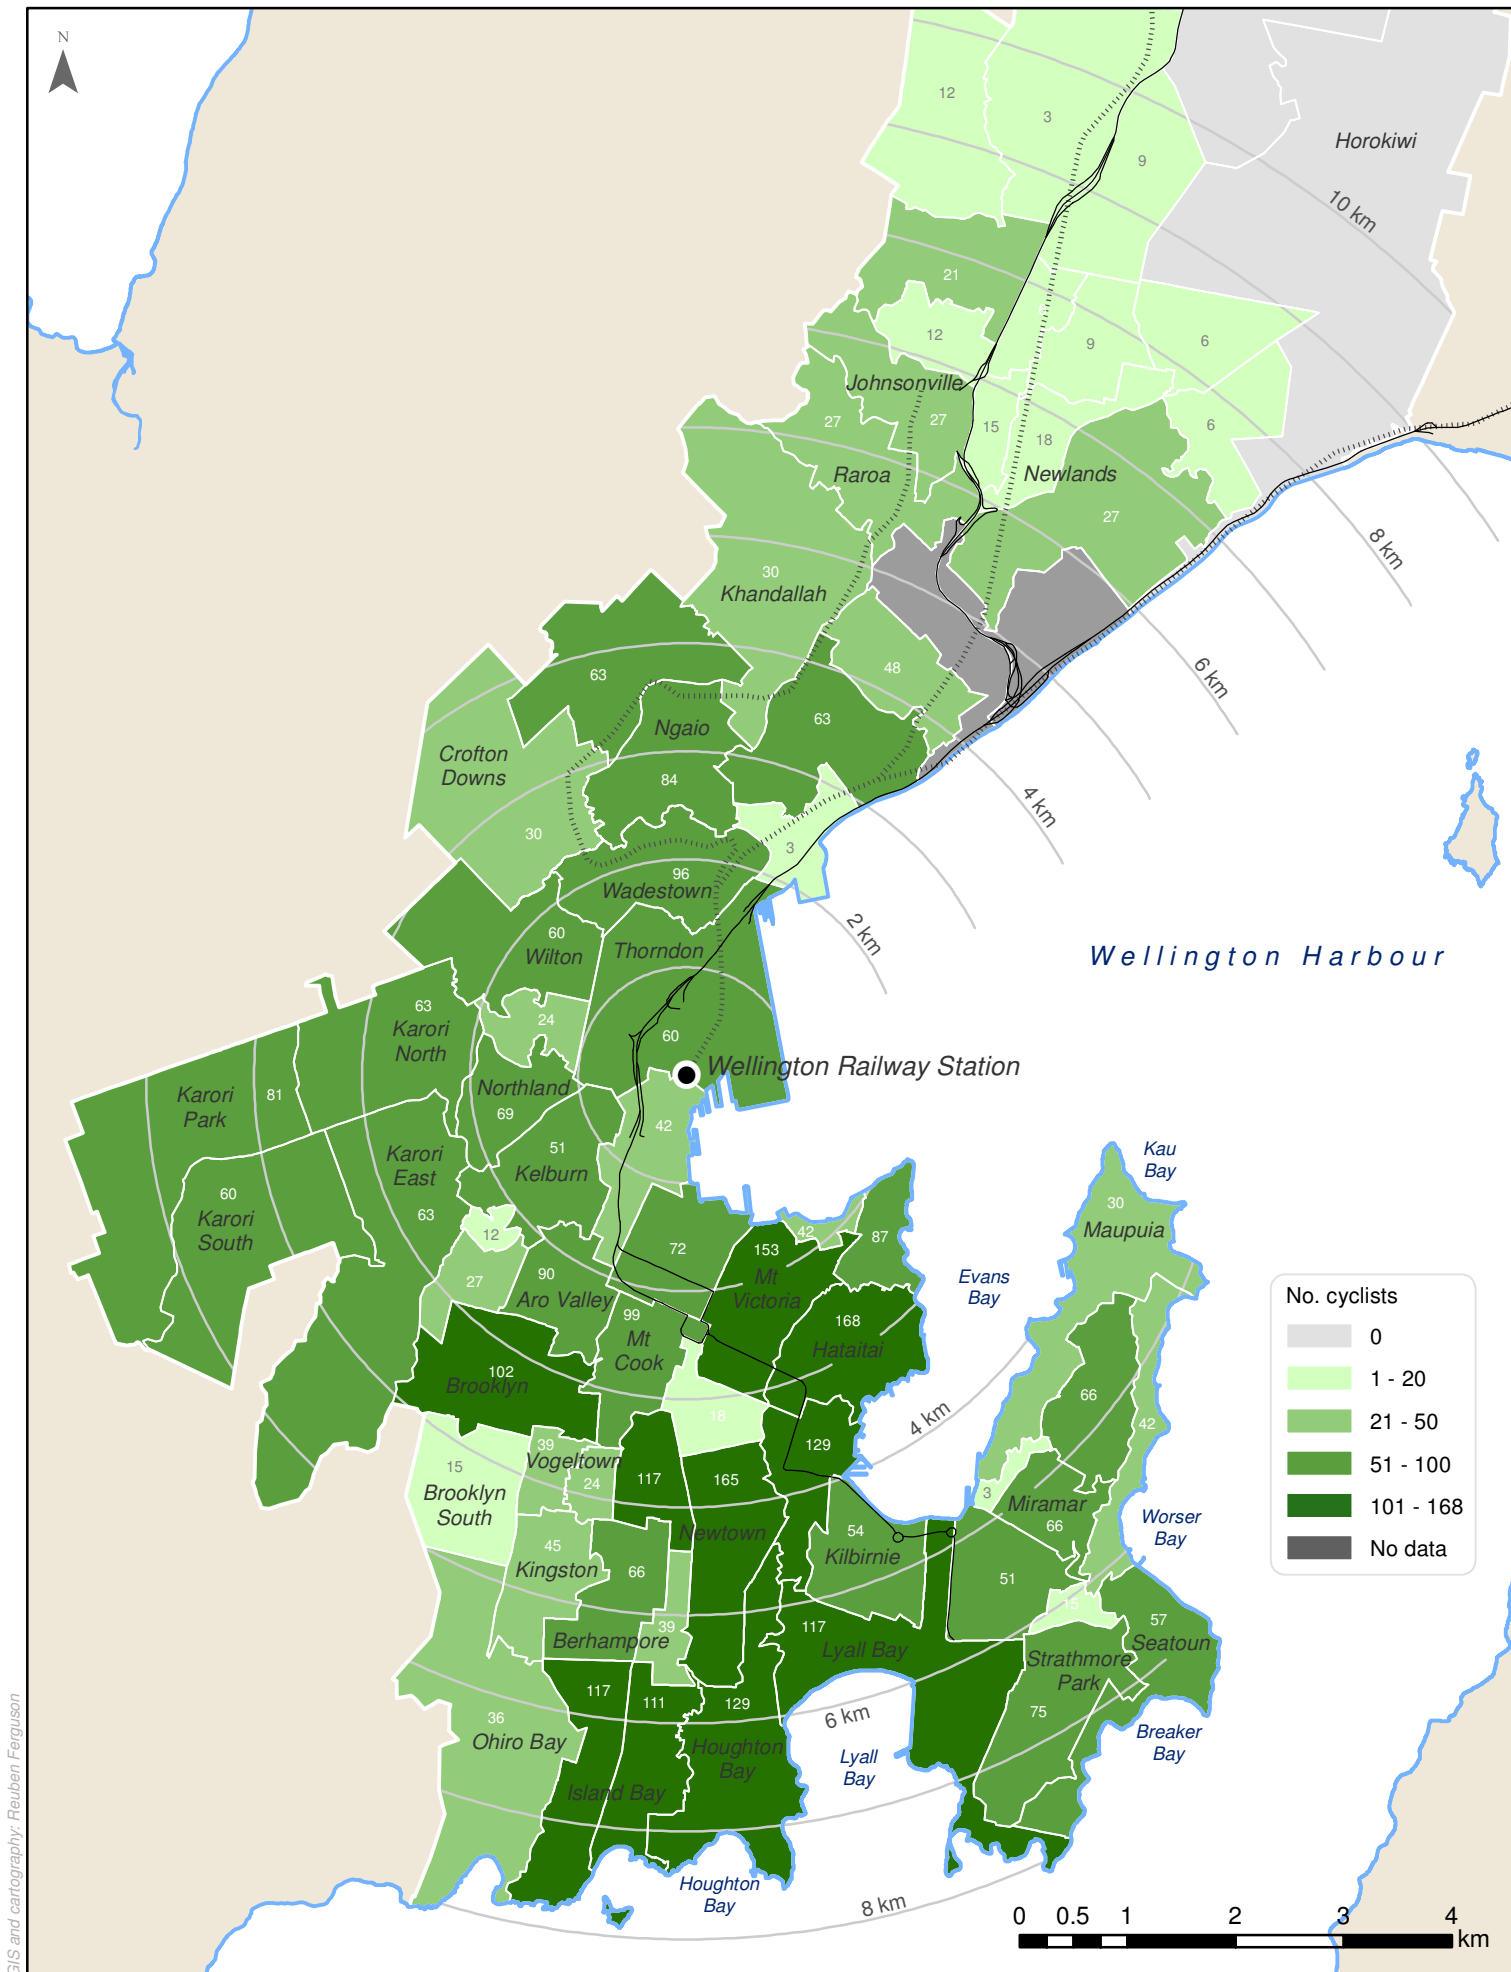 N
12
3
9
Horokiwi
10 km
21
12
9
6
Johnsonville
27
27
15
18
6
Raroa
Newlands
27
8 km
30
Khandallah
48
6 km
63
63
Ngaio
Crofton
Downs
84
4 km
30
3
96
Wadestown
2 km
60
Wilton
Thorndon
Wellington Harbour
63
Karori
North
24
60
Wellington Railway Station
Karori
Park
81
Northland
69
42
51
Kelburn
Karori
East
63
60
Karori
South
12
27
90
Aro Valley
72
153
Mt
Victoria
42
87
Kau
Bay
30
Maupuia
Evans
Bay
99
Mt
Cook
168
Hataitai
102
Brooklyn
18
129
4 km
66
42
No. cyclists
0
1 - 20
21 - 50
51 - 100
101 - 168
No data
15
Brooklyn
South
39
Vogeltown
24
117
165
Newtown
3
Miramar
66
Worser
Bay
54
Kilbirnie
45
Kingston
66
51
15
57
Seatoun
39
Berhampore
117
Lyall Bay
Strathmore
Park
75
117
111
129
36
Ohiro Bay
Houghton
Bay
6 km
Lyall
Bay
Breaker
Bay
Island Bay
Houghton
Bay
8 km
0 0.5 1 2 3 4
km
GIS and cartography: Reuben Ferguson